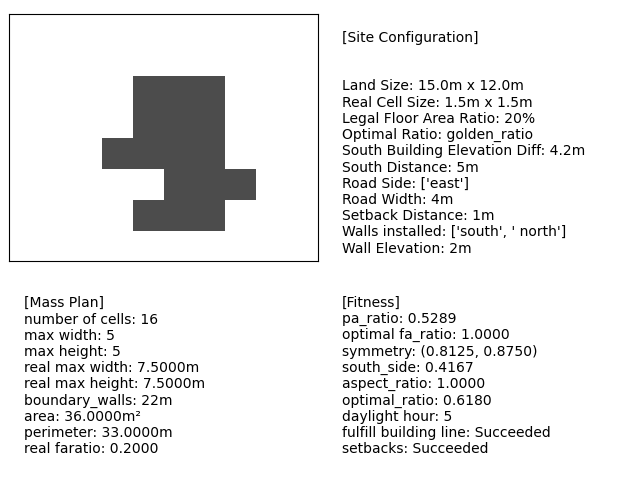 [Site Configuration]
Land Size: 15.0m x 12.0m
Real Cell Size: 1.5m x 1.5m
Legal Floor Area Ratio: 20%
Optimal Ratio: golden_ratio
South Building Elevation Diff: 4.2m
South Distance: 5m
Road Side: ['east']
Road Width: 4m
Setback Distance: 1m
Walls installed: ['south', ' north']
Wall Elevation: 2m
[Mass Plan]
number of cells: 16
max width: 5
max height: 5
real max width: 7.5000m
real max height: 7.5000m
boundary_walls: 22m
area: 36.0000m²
perimeter: 33.0000m
real faratio: 0.2000
[Fitness]
pa_ratio: 0.5289
optimal fa_ratio: 1.0000
symmetry: (0.8125, 0.8750)
south_side: 0.4167
aspect_ratio: 1.0000
optimal_ratio: 0.6180
daylight hour: 5
fulfill building line: Succeeded
setbacks: Succeeded